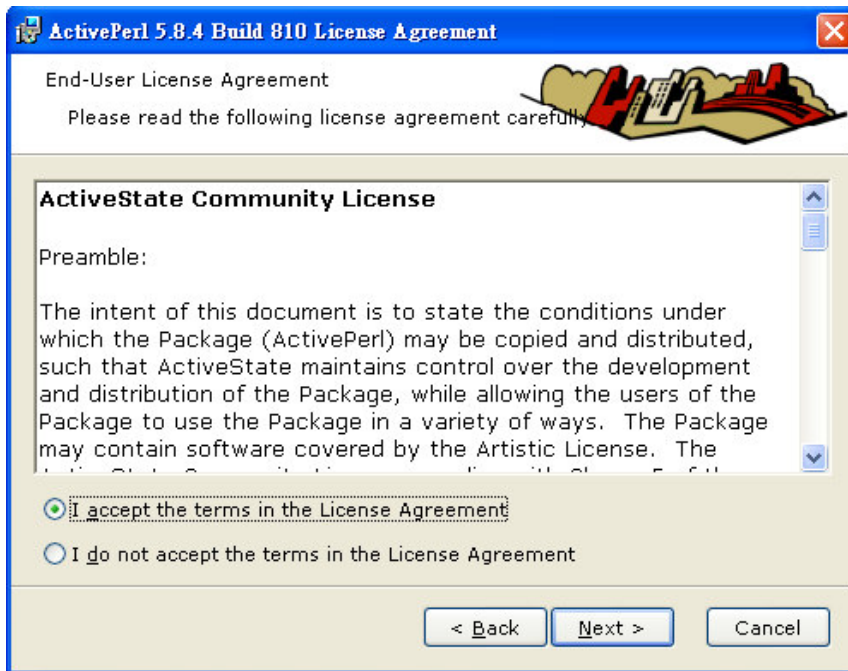 ActivePerl 5.8.4 Build 810 License Agreement
End-User License Agreement
Please read the following license agreement carefully
ActiveState Community License
Preamble:
The intent of this document is to state the conditions under
which the Package (ActivePerl) may be copied and distributed,
such that ActiveState maintains control over the development
and distribution of the Package, while allowing the users of the
Package to use the Package in a variety of ways.  The Package
may contain software covered by the Artistic License.  The
I accept the terms in the License Agreement
I do not accept the terms in the License Agreement
< Back
Next >
Cancel